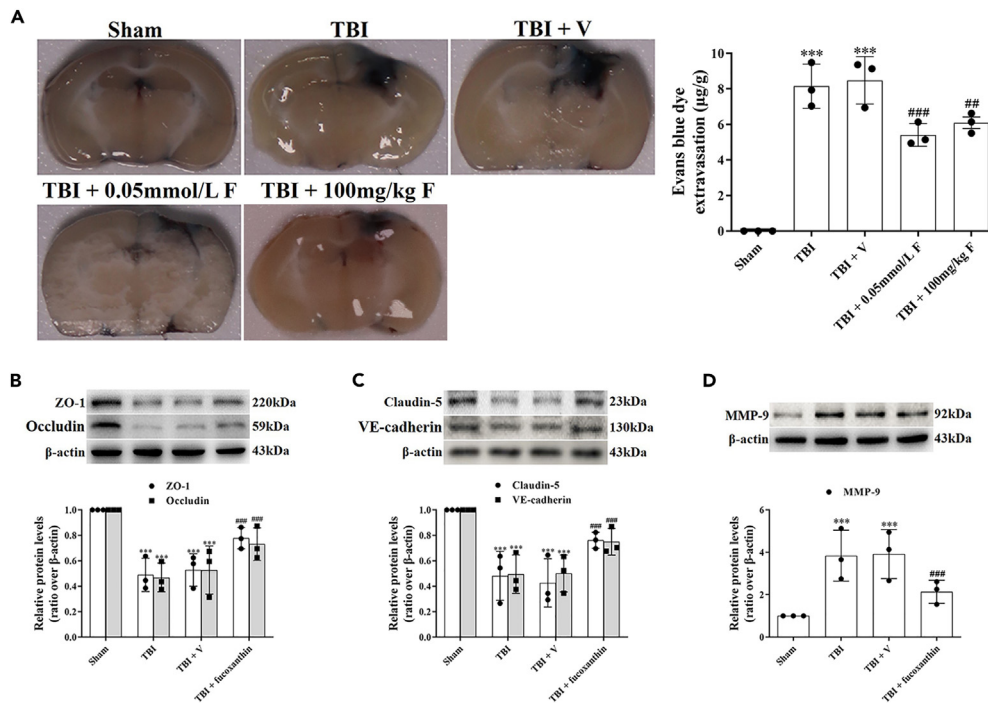 A
Sham
TBI
TBI + V
TBI + 0.05mmol/L F
TBI + 100mg/kg F
Evans blue dye
extravasation (μg/g)
10
8
6
4
2
0
***
***
###
##
Sham
TBI
TBI + V
TBI + 0.05mmol/L F
TBI + 100mg/kg F
B
ZO-1
220kDa
Occludin
59kDa
β-actin
43kDa
ZO-1
Occludin
Relative protein levels
(ratio over β-actin)
1.0
0.8
0.6
0.4
0.2
0.0
*** ***
*** ***
### ###
Sham
TBI
TBI + V
TBI + fucoxanthin
C
Claudin-5
23kDa
VE-cadherin
130kDa
β-actin
43kDa
Claudin-5
VE-cadherin
Relative protein levels
(ratio over β-actin)
1.0
0.8
0.6
0.4
0.2
0.0
*** ***
*** ***
### ###
Sham
TBI
TBI + V
TBI + fucoxanthin
D
MMP-9
92kDa
β-actin
43kDa
MMP-9
Relative protein levels
(ratio over β-actin)
6
4
2
0
***
***
###
Sham
TBI
TBI + V
TBI + fucoxanthin